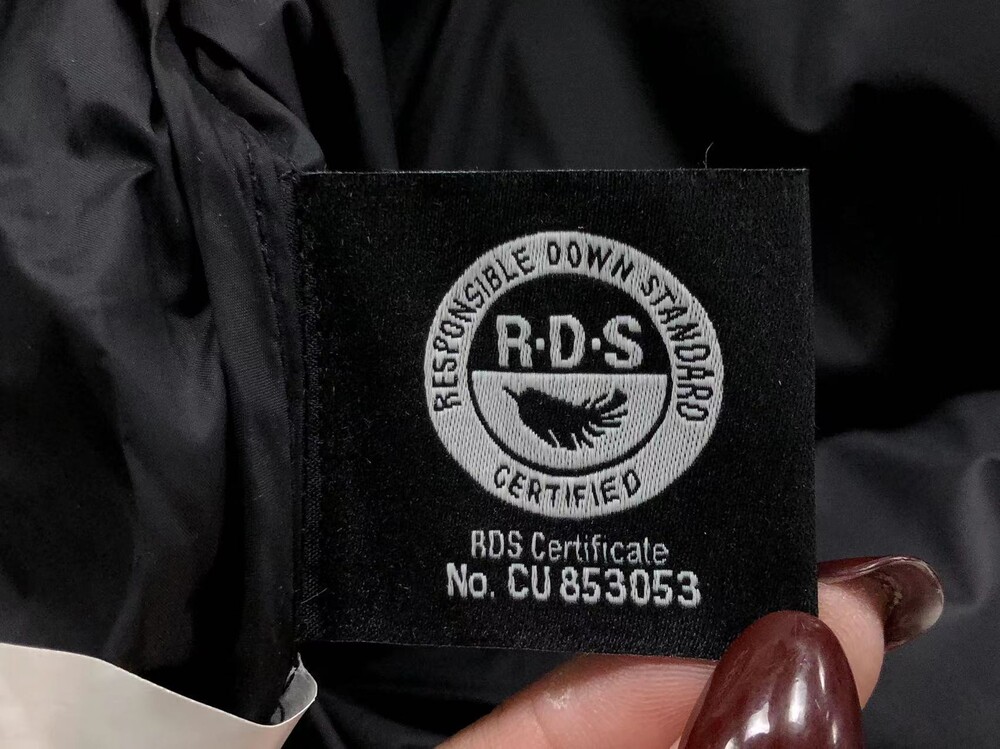 RESPONSIBLE DOWN STANDARD
R·D·S
CERTIFIED
RDS Certificate
No. CU 853053